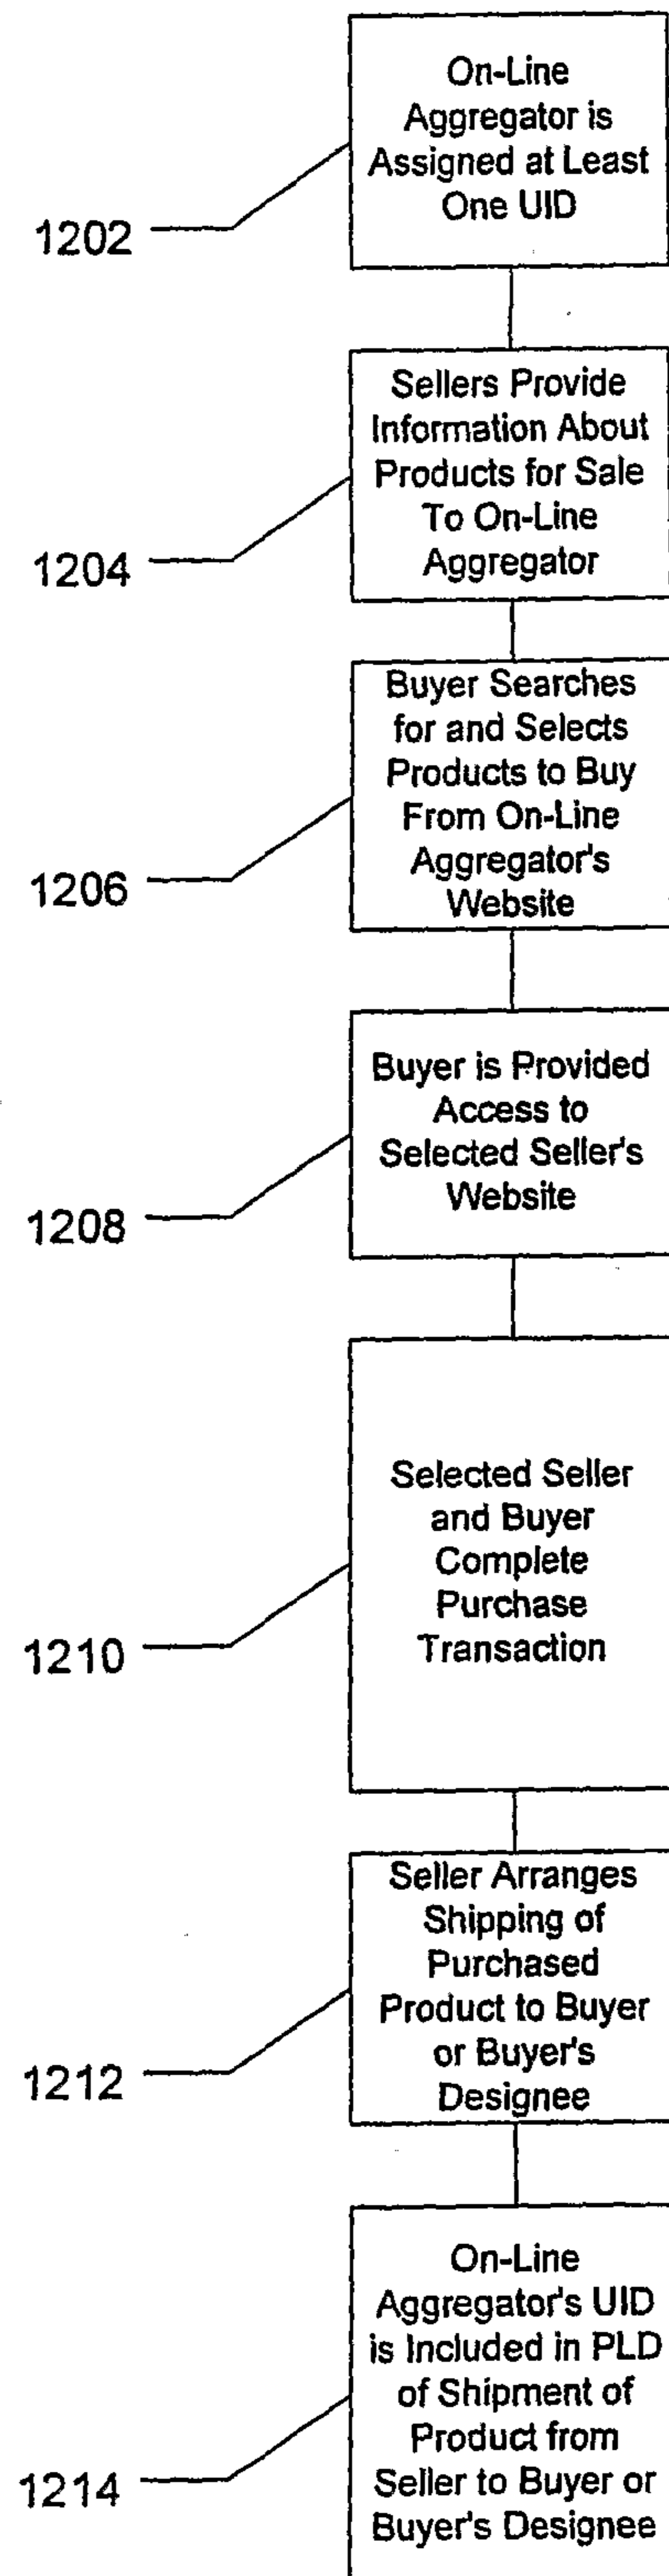 On-Line
Aggregator is
Assigned at Least
One UID
1202
Sellers Provide
Information About
Products for Sale
To On-Line
Aggregator
1204
Buyer Searches
for and Selects
Products to Buy
From On-Line
Aggregator's
Website
1206
Buyer is Provided
Access to
Selected Seller's
Website
1208
Selected Seller
and Buyer
Complete
Purchase
Transaction
1210
Seller Arranges
Shipping of
Purchased
Product to Buyer
or Buyer's
Designee
1212
On-Line
Aggregator's UID
is Included in PLD
of Shipment of
Product from
Seller to Buyer or
Buyer's Designee
1214